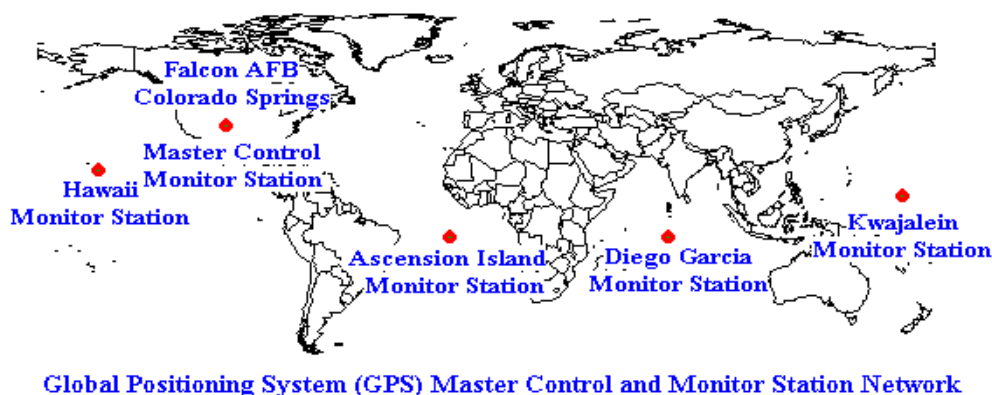 Falcon AFB
Colorado Springs
Master Control
Monitor Station
Hawaii
Monitor Station
Ascension Island
Monitor Station
Diego Garcia
Monitor Station
Kwajalein
Monitor Station
Global Positioning System (GPS) Master Control and Monitor Station Network